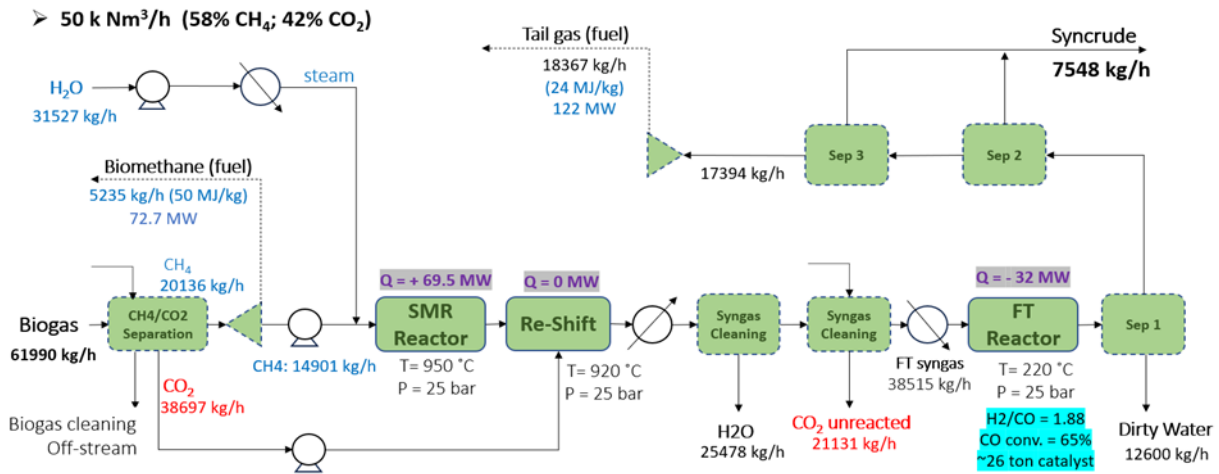 ➢ 50 k Nm³/h (58% CH₄; 42% CO₂)
Tail gas (fuel)
18367 kg/h
(24 MJ/kg)
122 MW
Syncrude
7548 kg/h
H₂O
31527 kg/h
steam
Sep 3
Sep 2
17394 kg/h
Biomethane (fuel)
5235 kg/h (50 MJ/kg)
72.7 MW
CH₄
20136 kg/h
Q = + 69.5 MW
Q = 0 MW
Q = - 32 MW
Biogas
61990 kg/h
CH4/CO2
Separation
SMR
Reactor
Re-Shift
Syngas
Cleaning
Syngas
Cleaning
FT
Reactor
Sep 1
CH4: 14901 kg/h
T= 950 °C
P = 25 bar
T= 920 °C
P = 25 bar
FT syngas
38515 kg/h
T= 220 °C
P = 25 bar
CO₂
38697 kg/h
Biogas cleaning
Off-stream
H2O
25478 kg/h
CO₂ unreacted
21131 kg/h
H2/CO = 1.88
CO conv. = 65%
~26 ton catalyst
Dirty Water
12600 kg/h